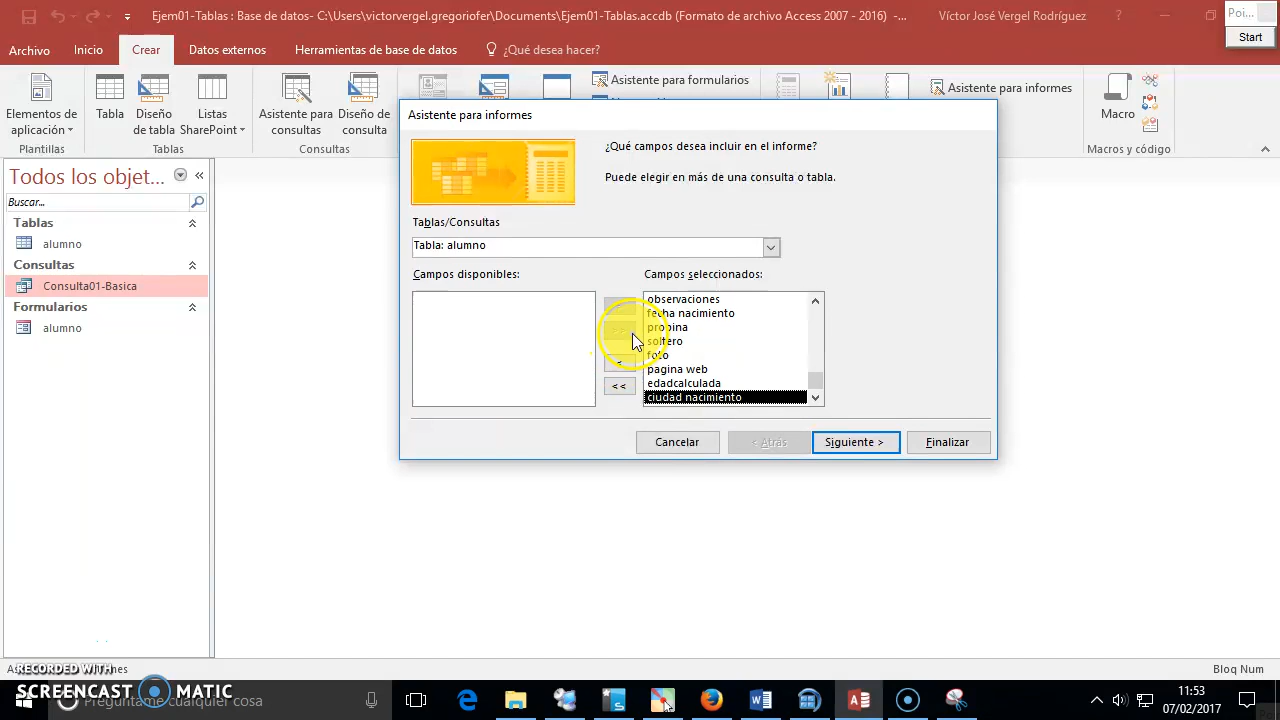 Ejem01-Tablas : Base de datos- C:\Users\victorvergel.gregoriofer\Documents\Ejem01-Tablas.accdb (Formato de archivo Access 2007 - 2016) -...
Víctor José Vergel Rodríguez
Poi...
Start
Archivo
Inicio
Crear
Datos externos
Herramientas de base de datos
¿Qué desea hacer?
Elementos de
aplicación
Plantillas
Tabla
Diseño
de tabla
Listas
SharePoint
Tablas
Asistente para
consultas
Diseño de
consulta
Consultas
Asistente para formularios
Asistente para informes
Macro
Macros y código
Todos los objet...
Buscar...
Tablas
alumno
Consultas
Consulta01-Basica
Formularios
alumno
Asistente para informes
¿Qué campos desea incluir en el informe?
Puede elegir en más de una consulta o tabla.
Tablas/Consultas
Tabla: alumno
Campos disponibles:
Campos seleccionados:
>>
<
<<
observaciones
fecha nacimiento
propina
soltero
foto
pagina web
edadcalculada
ciudad nacimiento
Cancelar
< Atrás
Siguiente >
Finalizar
Bloq Num
RECORDED WITH
SCREENCAST MATIC
Pregúntame cualquier cosa
11:53
07/02/2017